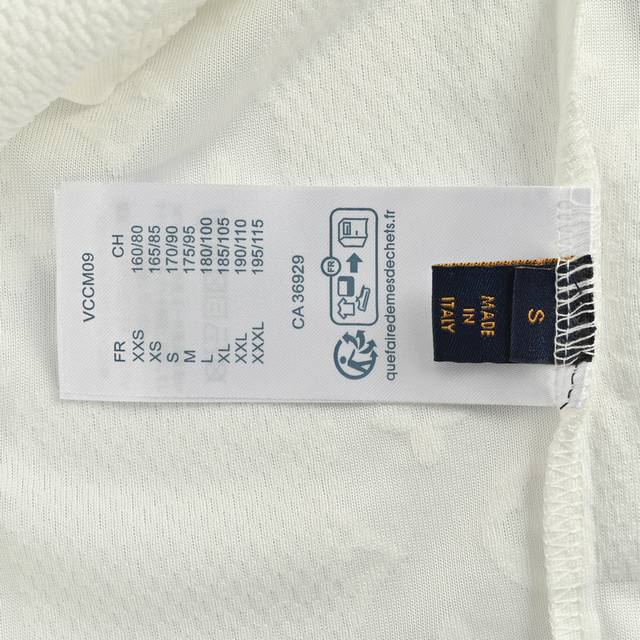 VCCM09
FR CH
XXS 160/80
XS 165/85
S 170/90
M 175/95
L 180/100
XL 185/105
XXL 190/110
XXXL 195/115
CA 36929
FR
quefairedemesdechets.fr
MADE
IN
ITALY
S